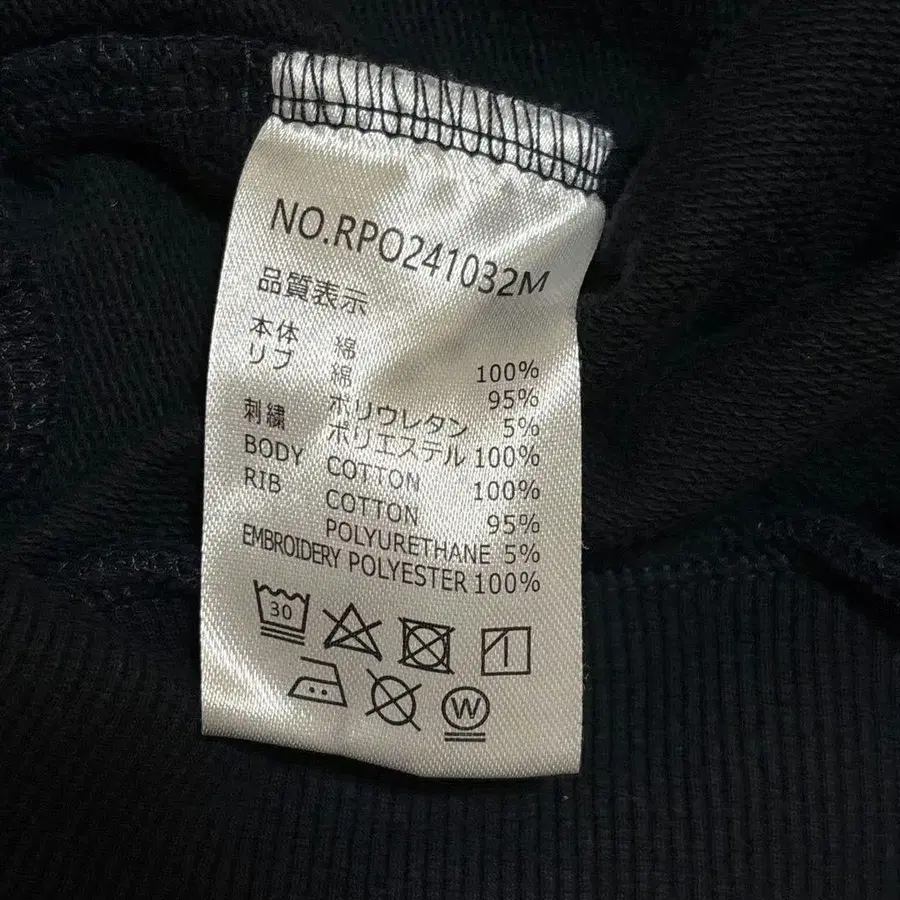 NO.RPO241032M
品質表示
本体 綿 100%
リブ 綿 95%
ポリウレタン 5%
刺繍 ポリエステル 100%
BODY COTTON 100%
RIB COTTON 95%
POLYURETHANE 5%
EMBROIDERY POLYESTER 100%
30
W